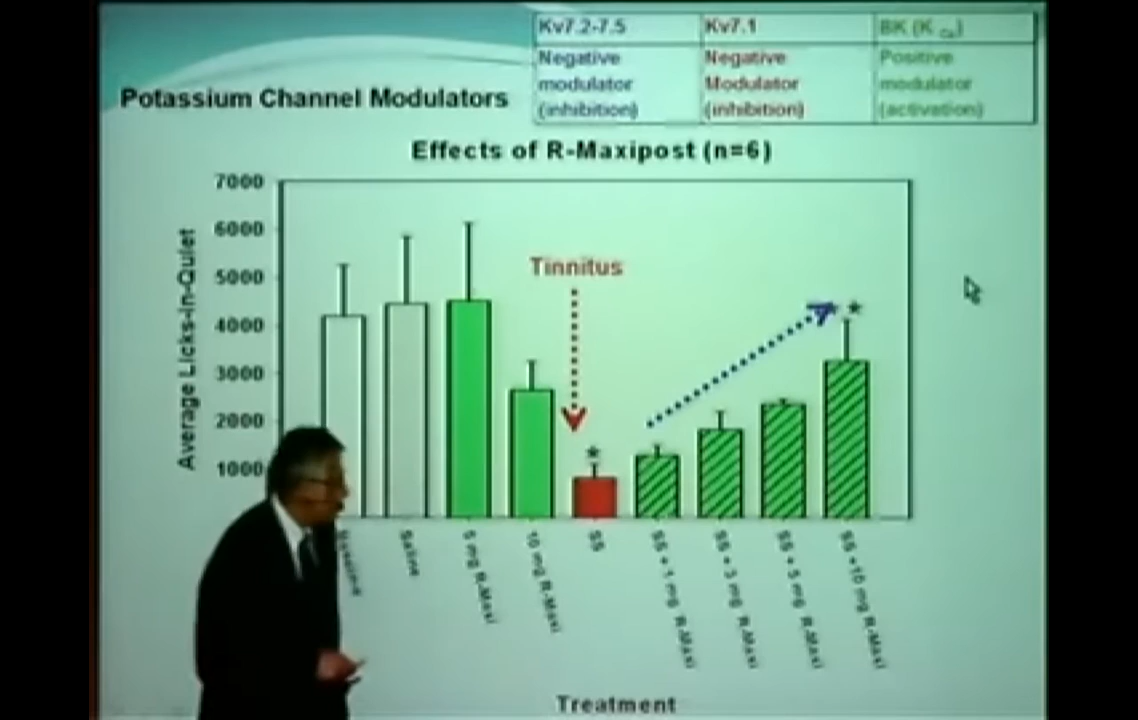 Kv7.2-7.5 Kv7.1 BK (K Ca)
Negative modulator (inhibition)
Negative Modulator (inhibition)
Positive modulator (activation)
Potassium Channel Modulators
Effects of R-Maxipost (n=6)
7000
6000
5000
4000
3000
2000
1000
Average Licks-in-Quiet
Tinnitus
*
*
Saline
5 mg R-Maxi
10 mg R-Maxi
SS
SS + 1 mg R-Maxi
SS + 3 mg R-Maxi
SS + 5 mg R-Maxi
SS +10 mg R-Maxi
Treatment